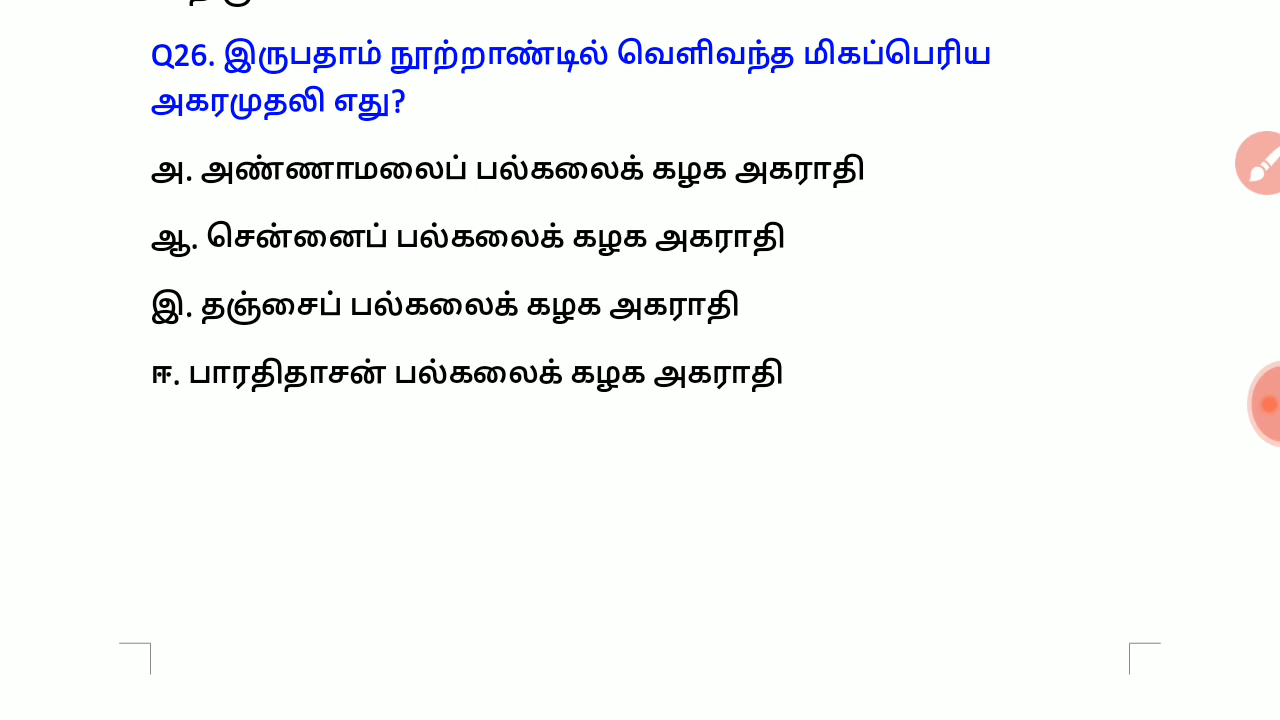 Q26. இருபதாம் நூற்றாண்டில் வெளிவந்த மிகப்பெரிய
அகரமுதலி எது?
அ. அண்ணாமலைப் பல்கலைக் கழக அகராதி
ஆ. சென்னைப் பல்கலைக் கழக அகராதி
இ. தஞ்சைப் பல்கலைக் கழக அகராதி
ஈ. பாரதிதாசன் பல்கலைக் கழக அகராதி